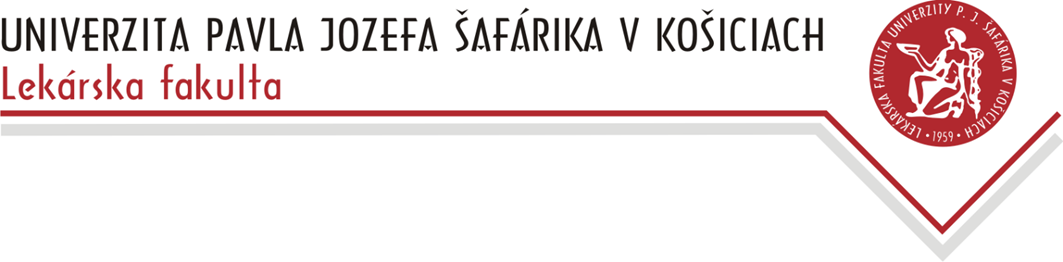 UNIVERZITA PAVLA JOZEFA ŠAFÁRIKA V KOŠICIACH
Lekárska fakulta
LEKÁRSKA FAKULTA UNIVERZITY P. J. ŠAFÁRIKA V KOŠICIACH • 1959 •